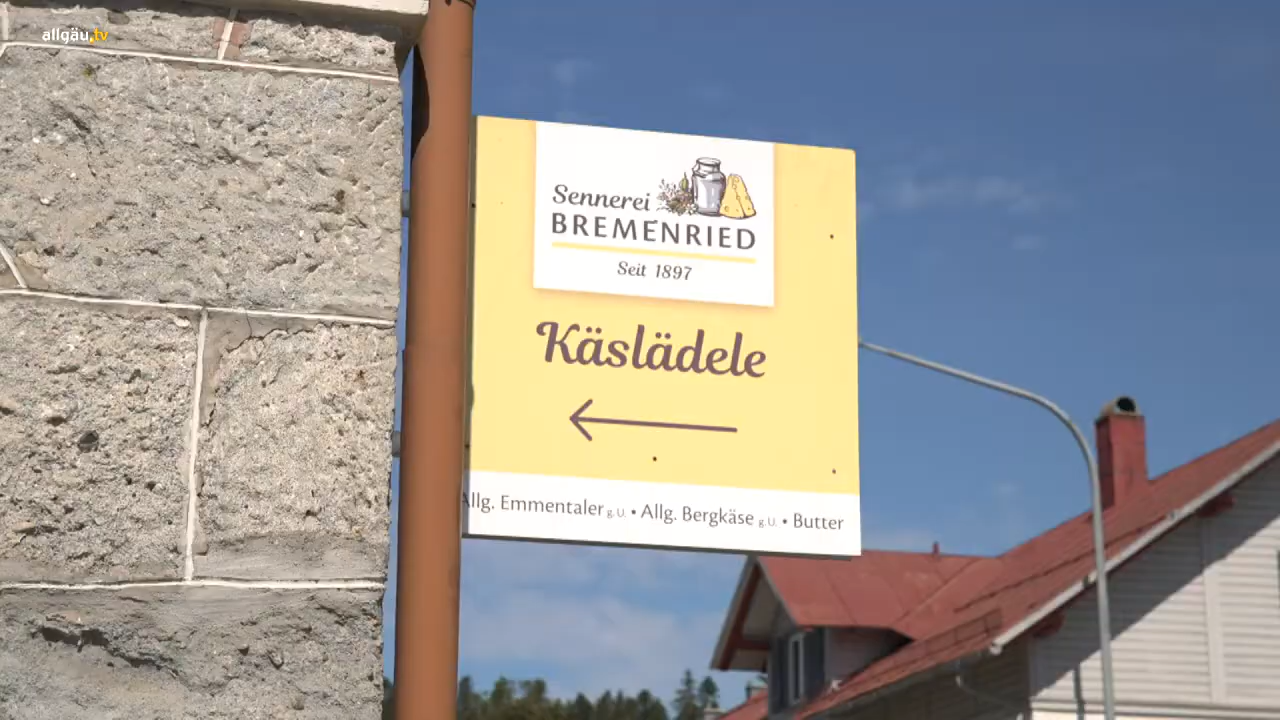 allgäu.tv
Sennerei
BREMENRIED
Seit 1897
Käslädele
Allg. Emmentaler g.U. • Allg. Bergkäse g.U. • Butter